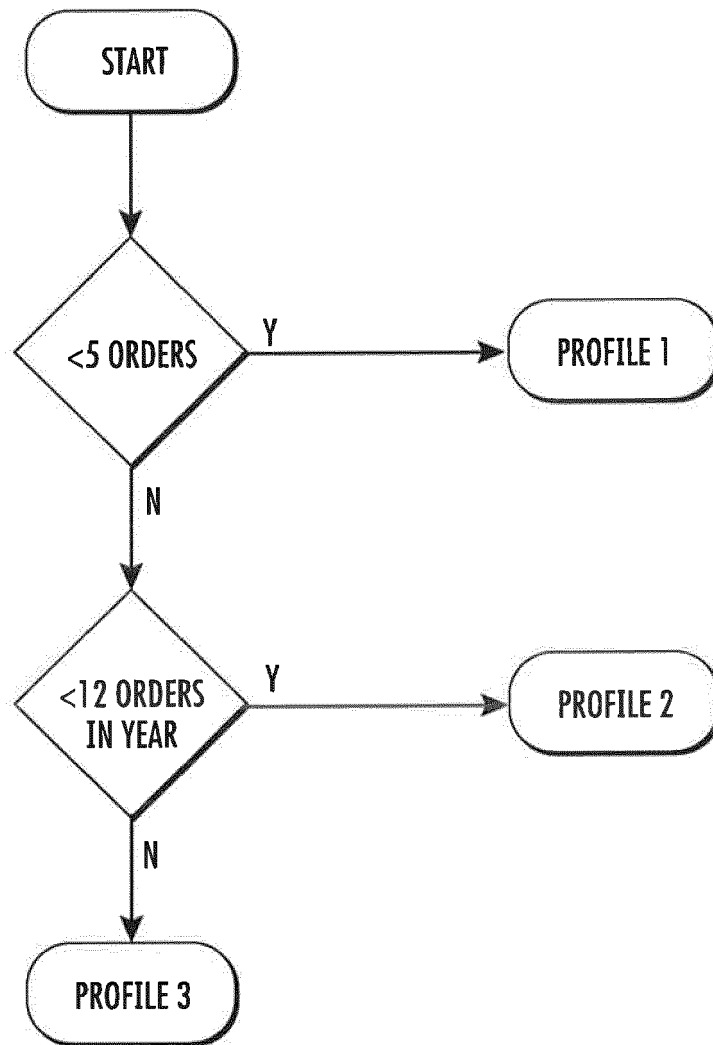 START
<5 ORDERS
Y
PROFILE 1
N
<12 ORDERS
IN YEAR
Y
PROFILE 2
N
PROFILE 3